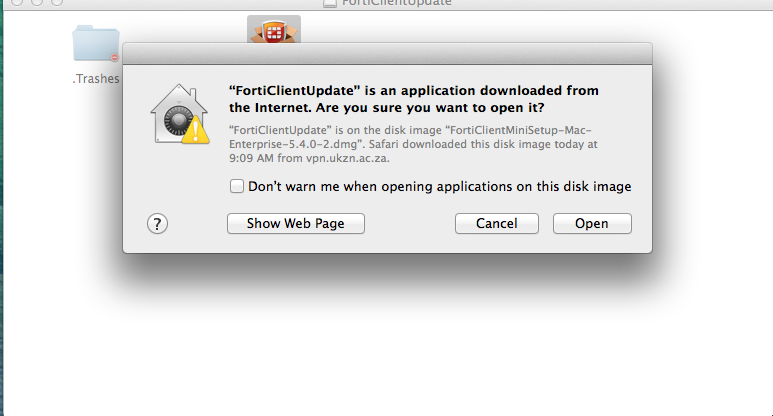 FortiClientUpdate
.Trashes
“FortiClientUpdate” is an application downloaded from
the Internet. Are you sure you want to open it?
“FortiClientUpdate” is on the disk image “FortiClientMiniSetup-Mac-
Enterprise-5.4.0-2.dmg”. Safari downloaded this disk image today at
9:09 AM from vpn.ukzn.ac.za.
Don’t warn me when opening applications on this disk image
?
Show Web Page
Cancel
Open